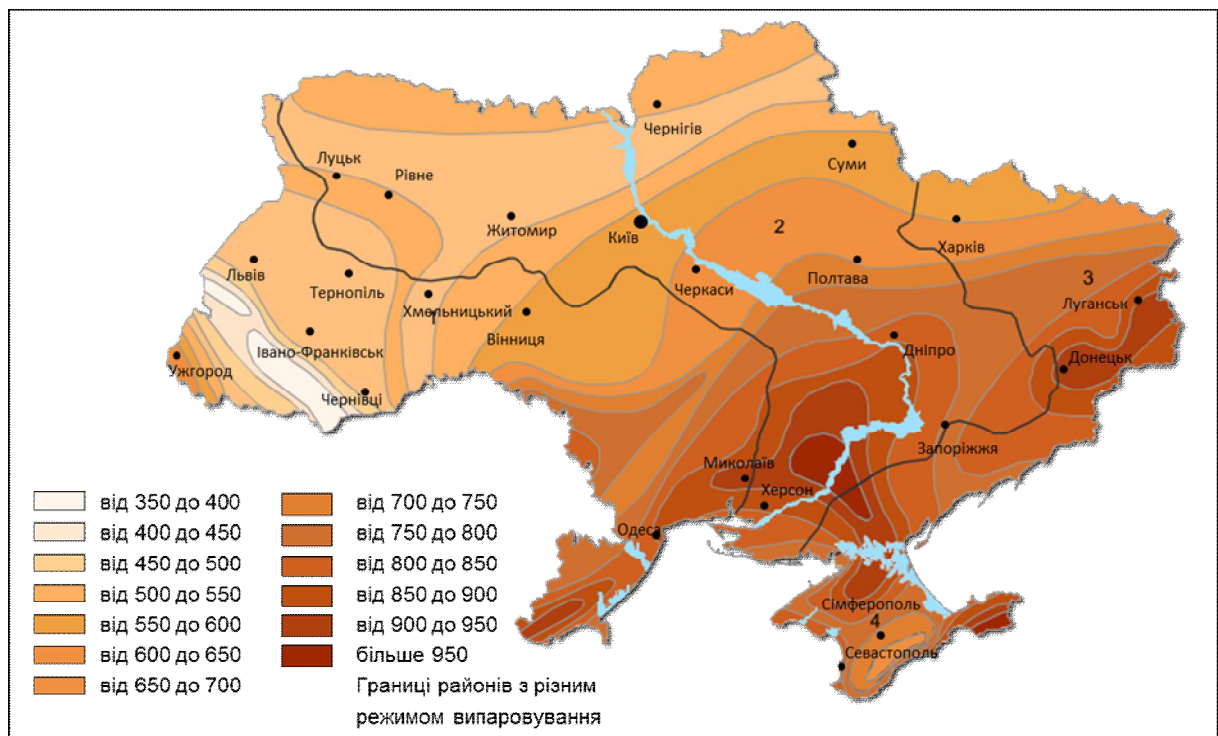 Чернігів
Суми
Луцьк
Рівне
Житомир
Київ
2
Харків
Львів
Тернопіль
Хмельницький
1
Черкаси
Полтава
3
Луганськ
Вінниця
Івано-Франківськ
Ужгород
Чернівці
Дніпро
Донецьк
Запоріжжя
Миколаїв
Херсон
Одеса
Сімферополь
4
Севастополь
від 350 до 400
від 400 до 450
від 450 до 500
від 500 до 550
від 550 до 600
від 600 до 650
від 650 до 700
від 700 до 750
від 750 до 800
від 800 до 850
від 850 до 900
від 900 до 950
більше 950
Границі районів з різним
режимом випаровування